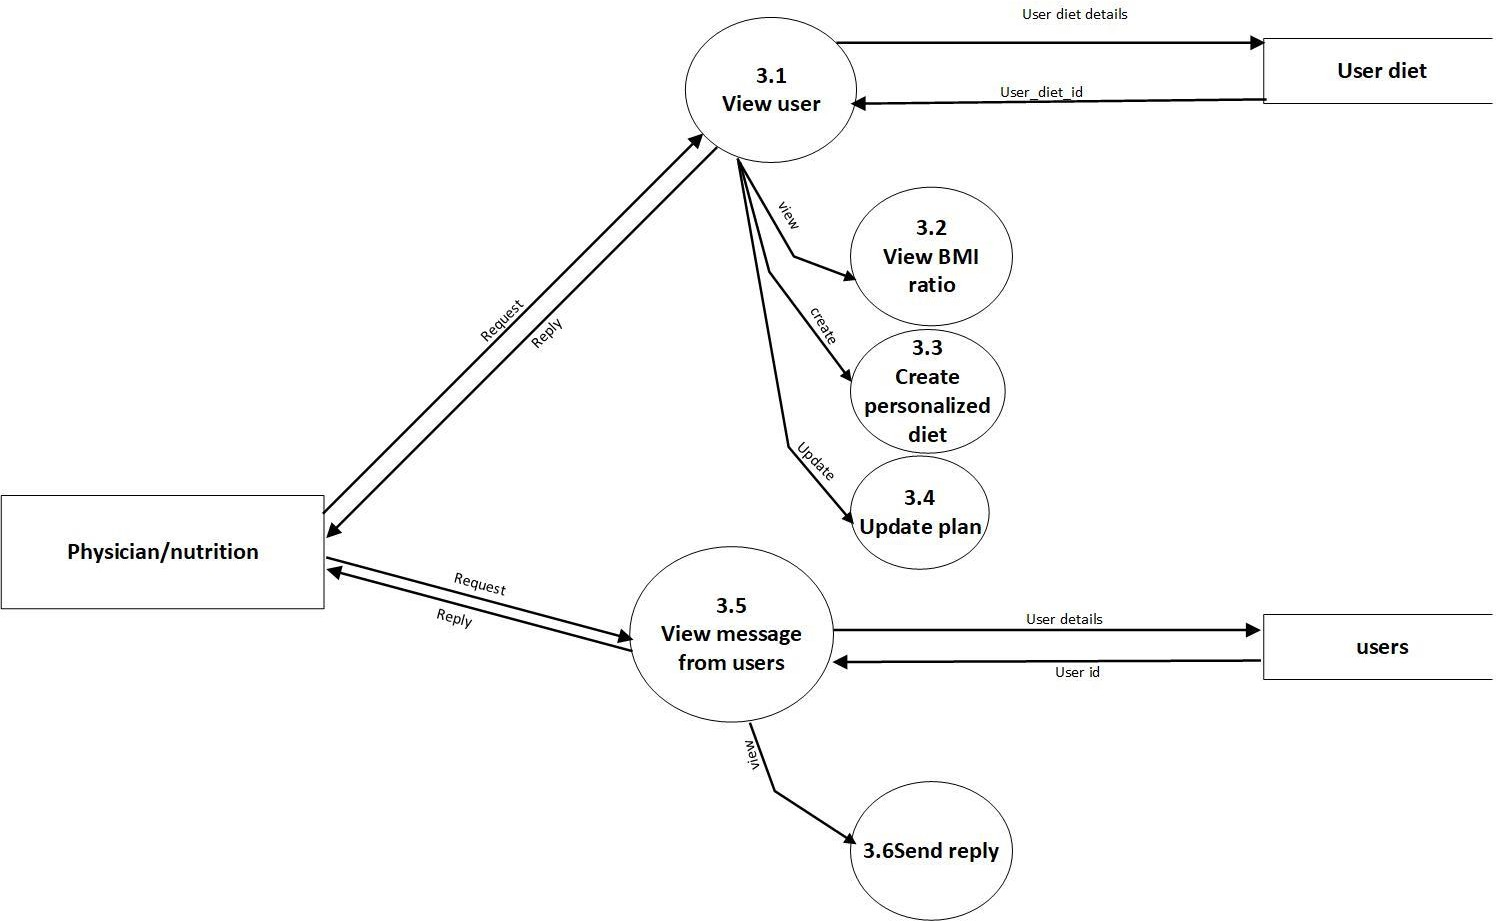 User diet details
3.1
View user
User diet
User_diet_id
view
3.2
View BMI
ratio
Request
Reply
create
3.3
Create
personalized
diet
Update
3.4
Update plan
Physician/nutrition
Request
Reply
3.5
View message
from users
User details
users
User id
view
3.6Send reply